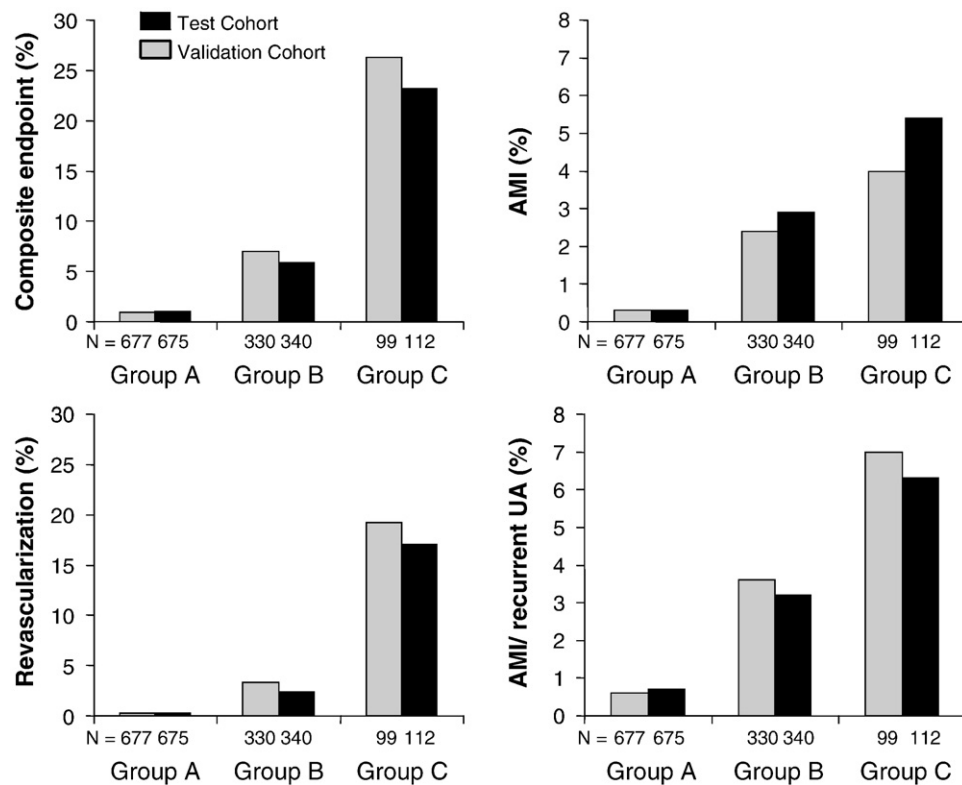 Composite endpoint (%)
30
25
20
15
10
5
0
Test Cohort
Validation Cohort
N = 677 675 330 340 99 112
Group A Group B Group C
AMI (%)
8
7
6
5
4
3
2
1
0
N = 677 675 330 340 99 112
Group A Group B Group C
Revascularization (%)
30
25
20
15
10
5
0
N = 677 675 330 340 99 112
Group A Group B Group C
AMI/ recurrent UA (%)
8
7
6
5
4
3
2
1
0
N = 677 675 330 340 99 112
Group A Group B Group C